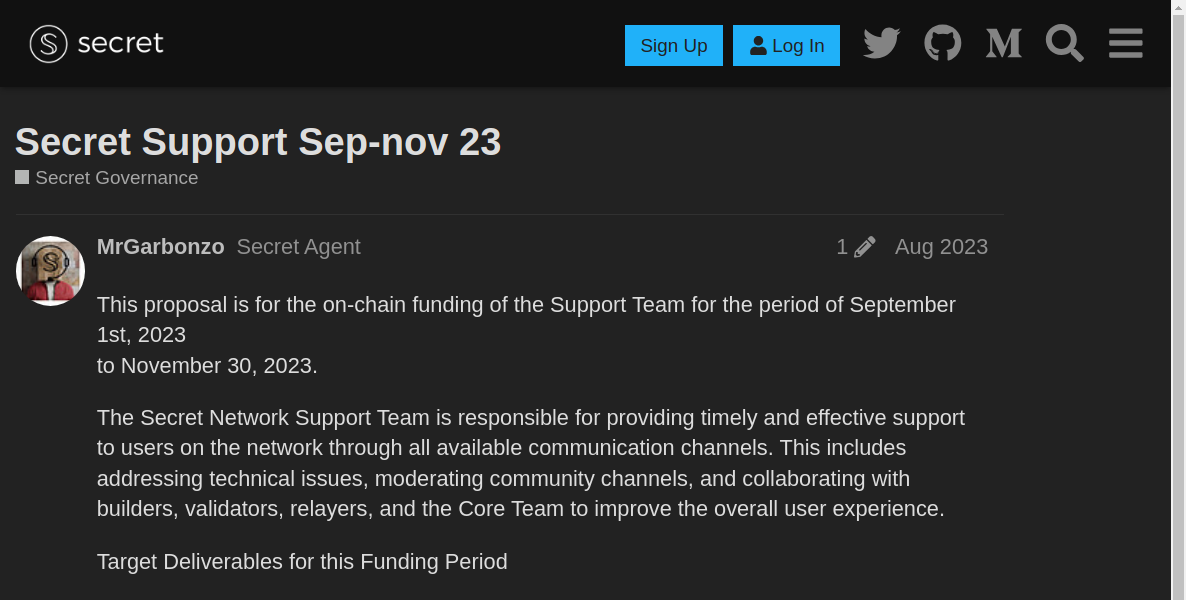 secret
Sign Up
Log In
Secret Support Sep-nov 23
Secret Governance
MrGarbonzo Secret Agent
1 Aug 2023
This proposal is for the on-chain funding of the Support Team for the period of September
1st, 2023
to November 30, 2023.
The Secret Network Support Team is responsible for providing timely and effective support
to users on the network through all available communication channels. This includes
addressing technical issues, moderating community channels, and collaborating with
builders, validators, relayers, and the Core Team to improve the overall user experience.
Target Deliverables for this Funding Period